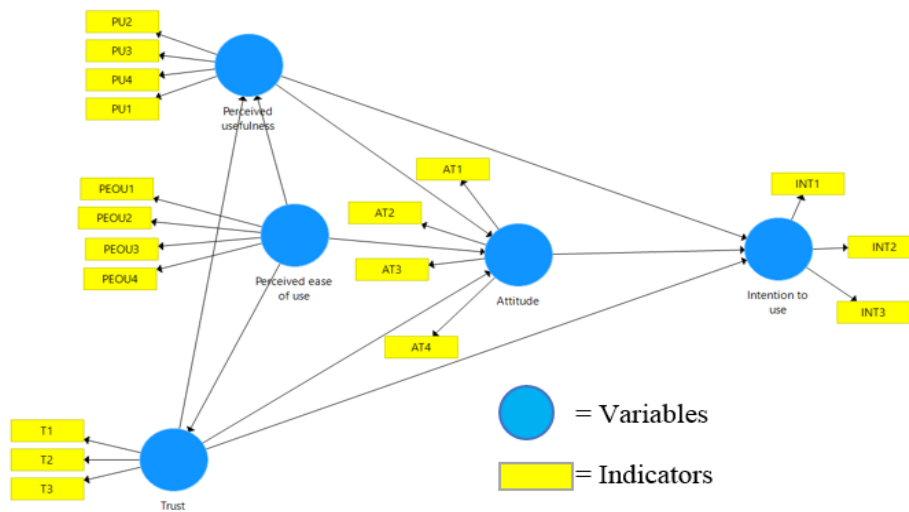 PU2
PU3
PU4
PU1
Perceived
usefulness
PEOU1
PEOU2
PEOU3
PEOU4
Perceived ease
of use
AT1
AT2
AT3
AT4
Attitude
INT1
INT2
INT3
Intention to
use
T1
T2
T3
Trust
= Variables
= Indicators